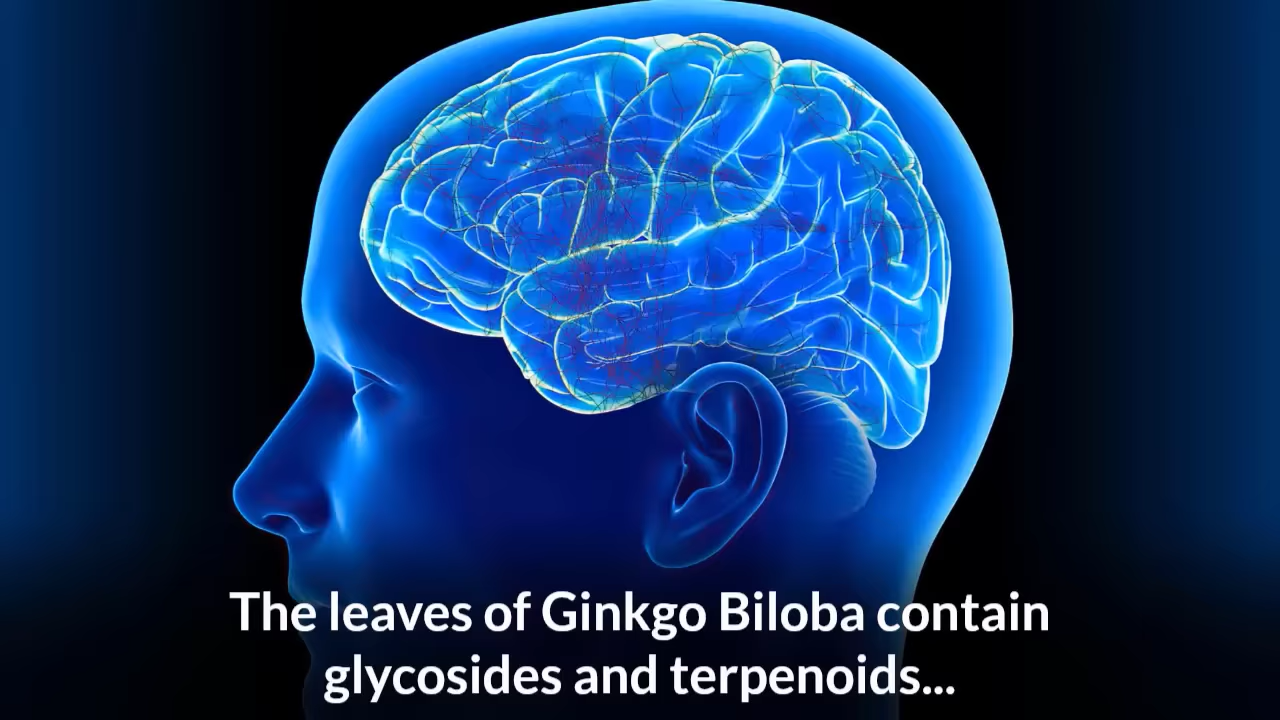 The leaves of Ginkgo Biloba contain
glycosides and terpenoids...